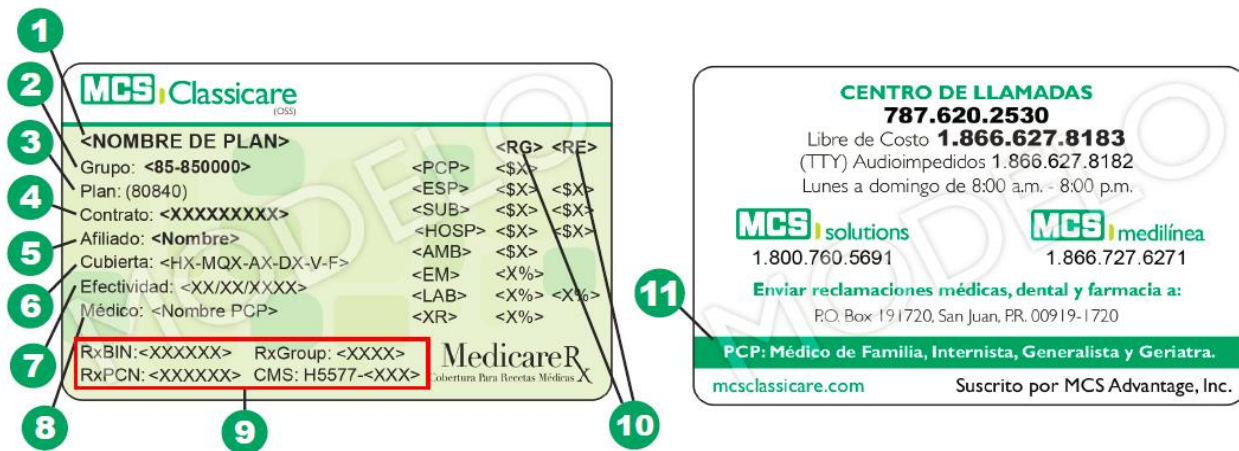 1
2
3
4
5
6
7
8
9
10
11
MCS Classicare
(OSS)
<NOMBRE DE PLAN>
<RG> <RE>
Grupo: <85-850000>
<PCP> <$X>
Plan: (80840)
<ESP> <$X> <$X>
Contrato: <XXXXXXXXX>
<SUB> <$X> <$X>
<HOSP> <$X> <$X>
Afiliado: <Nombre>
<AMB> <$X>
Cubierta: <HX-MQX-AX-DX-V-F>
<EM> <X%>
Efectividad: <XX/XX/XXXX>
<LAB> <X%> <X%>
Médico: <Nombre PCP>
<XR> <X%>
RxBIN:<XXXXXX> RxGroup: <XXXX>
RxPCN: <XXXXXX> CMS: H5577-<XXX>
MedicareRx
Cobertura Para Recetas Médicas
MODELO
CENTRO DE LLAMADAS
787.620.2530
Libre de Costo 1.866.627.8183
(TTY) Audioimpedidos 1.866.627.8182
Lunes a domingo de 8:00 a.m. - 8:00 p.m.
MCS solutions MCS medilínea
1.800.760.5691 1.866.727.6271
Enviar reclamaciones médicas, dental y farmacia a:
P.O. Box 191720, San Juan, P.R. 00919-1720
PCP: Médico de Familia, Internista, Generalista y Geriatra.
mcsclassicare.com Suscrito por MCS Advantage, Inc.
MODELO